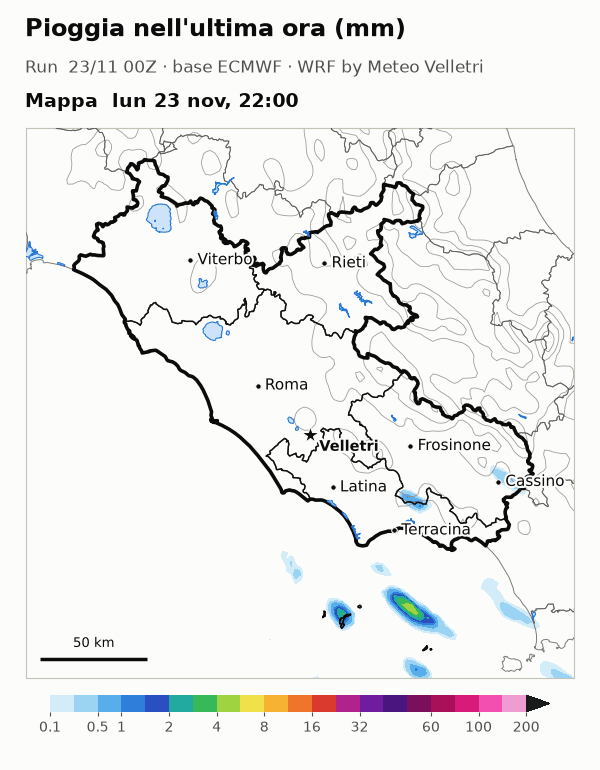 Pioggia nell'ultima ora (mm)
Run  23/11 00Z · base ECMWF · WRF by Meteo Velletri
Mappa  lun 23 nov, 22:00
Viterbo
Rieti
Roma
Velletri
Frosinone
Cassino
Latina
Terracina
50 km
0.1 0.5 1 2 4 8 16 32 60 100 200